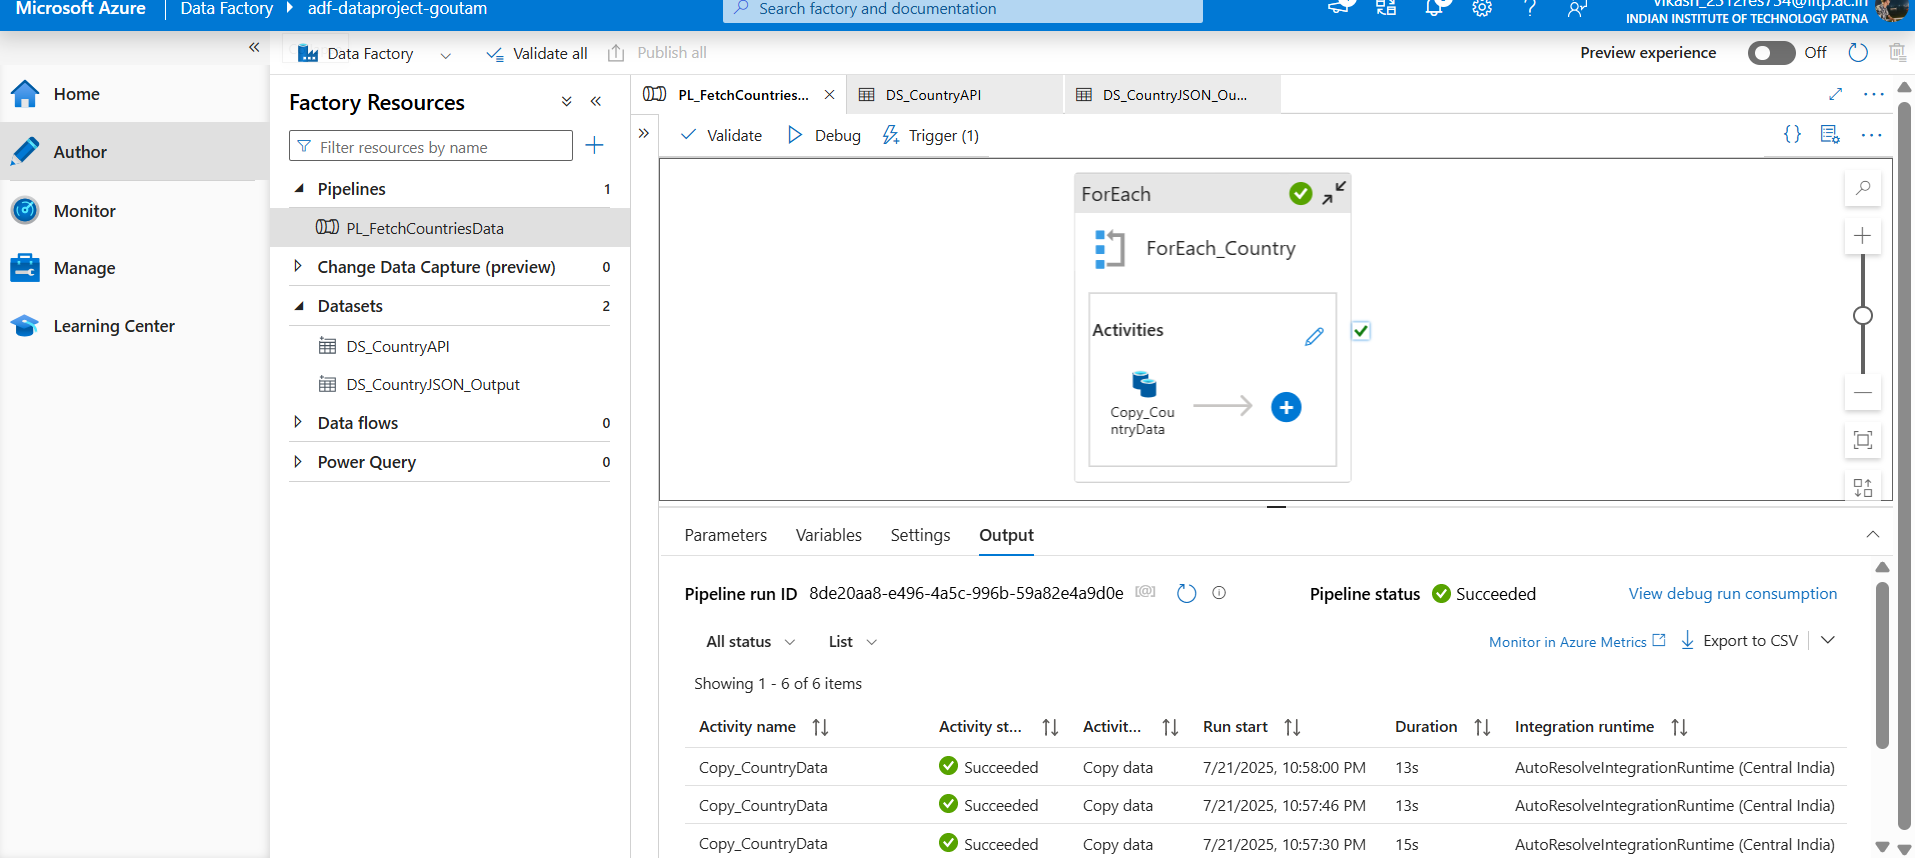 Microsoft Azure
Data Factory
adf-dataproject-goutam
Search factory and documentation
INDIAN INSTITUTE OF TECHNOLOGY PATNA
Data Factory
Validate all
Publish all
Preview experience
Off
Home
Author
Monitor
Manage
Learning Center
Factory Resources
Filter resources by name
Pipelines 1
PL_FetchCountriesData
Change Data Capture (preview) 0
Datasets 2
DS_CountryAPI
DS_CountryJSON_Output
Data flows 0
Power Query 0
PL_FetchCountries...
DS_CountryAPI
DS_CountryJSON_Ou...
Validate
Debug
Trigger (1)
ForEach
ForEach_Country
Activities
Copy_Cou
ntryData
Parameters
Variables
Settings
Output
Pipeline run ID 8de20aa8-e496-4a5c-996b-59a82e4a9d0e
Pipeline status Succeeded
View debug run consumption
All status
List
Monitor in Azure Metrics
Export to CSV
Showing 1 - 6 of 6 items
Activity name Activity st... Activit... Run start Duration Integration runtime
Copy_CountryData Succeeded Copy data 7/21/2025, 10:58:00 PM 13s AutoResolveIntegrationRuntime (Central India)
Copy_CountryData Succeeded Copy data 7/21/2025, 10:57:46 PM 13s AutoResolveIntegrationRuntime (Central India)
Copy_CountryData Succeeded Copy data 7/21/2025, 10:57:30 PM 15s AutoResolveIntegrationRuntime (Central India)